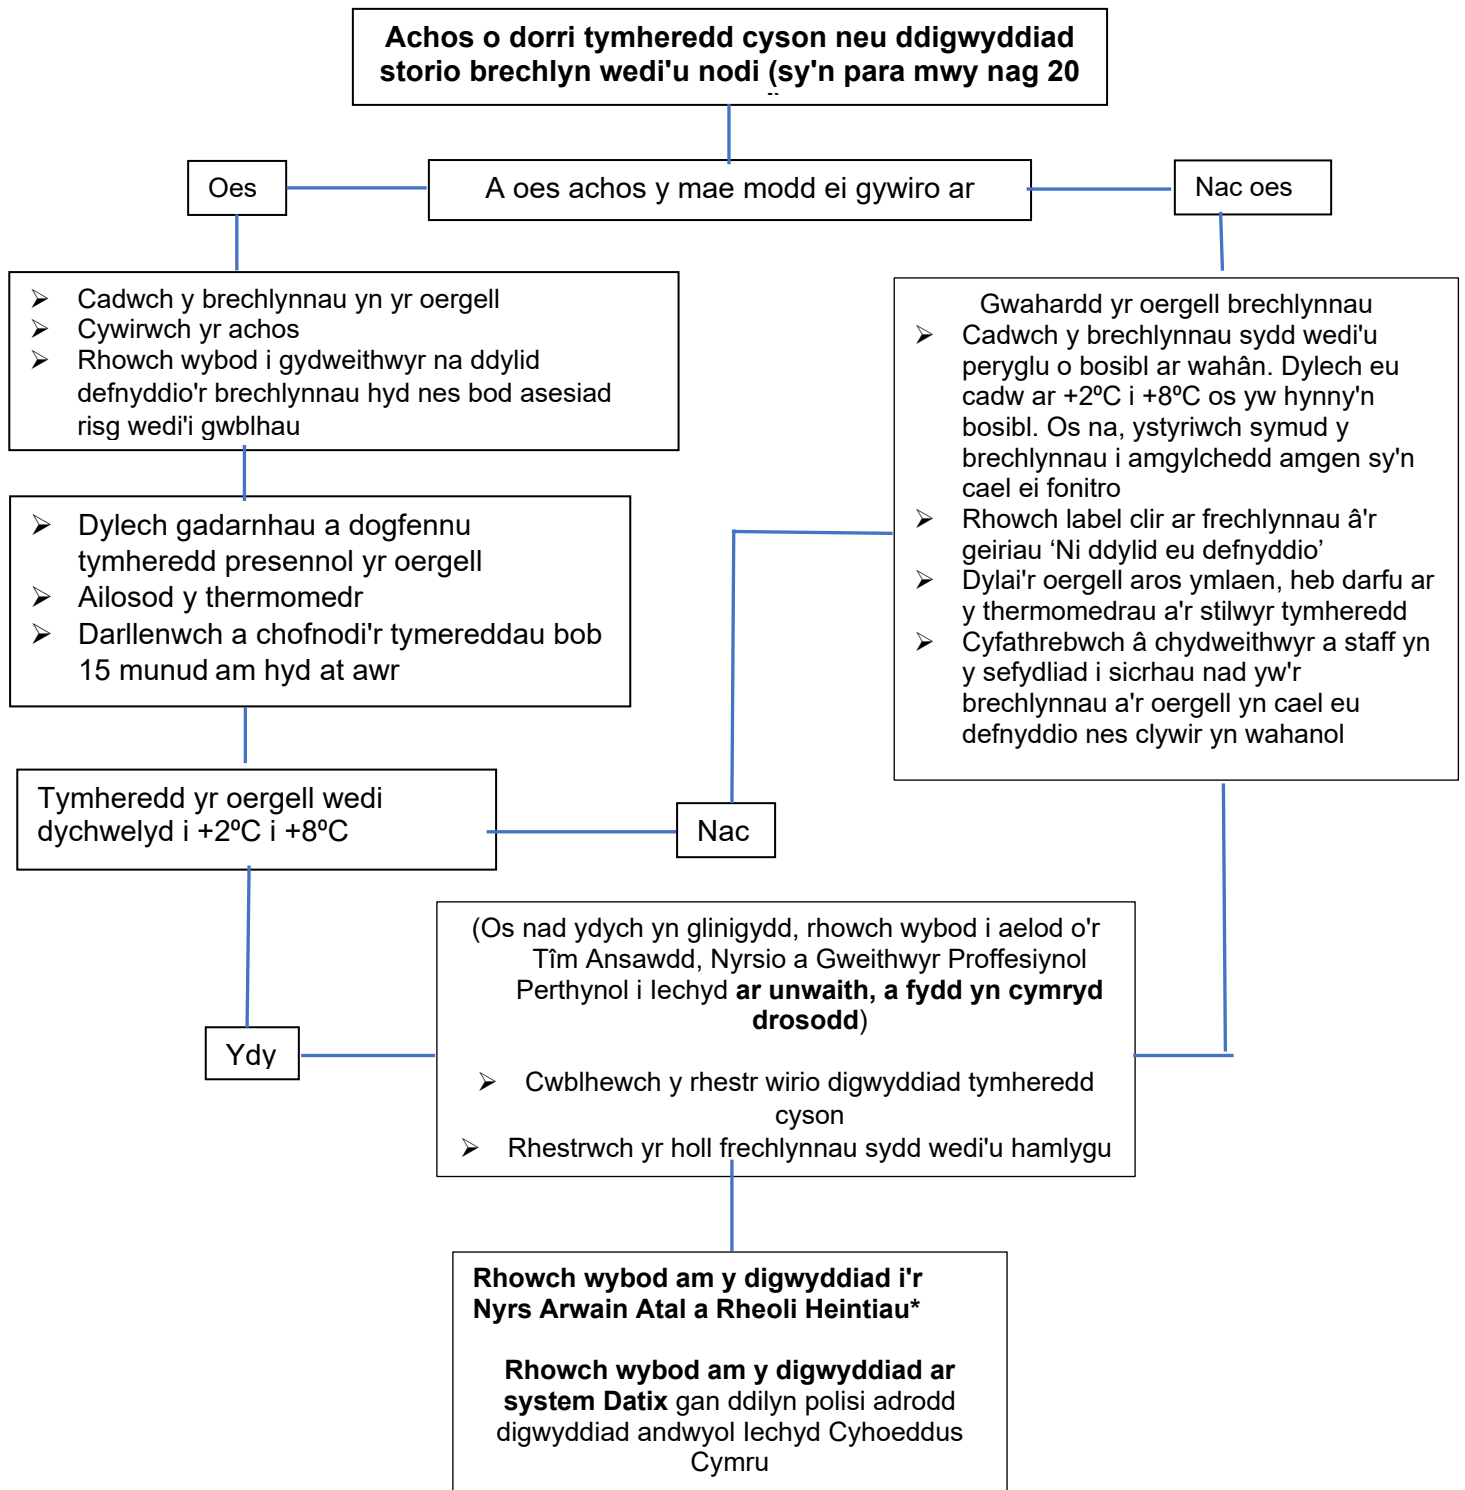 Achos o dorri tymheredd cyson neu ddigwyddiad
storio brechlyn wedi'u nodi (sy'n para mwy nag 20
Oes
A oes achos y mae modd ei gywiro ar
Nac oes
➢ Cadwch y brechlynnau yn yr oergell
➢ Cywirwch yr achos
➢ Rhowch wybod i gydweithwyr na ddylid
defnyddio'r brechlynnau hyd nes bod asesiad
risg wedi'i gwblhau
Gwahardd yr oergell brechlynnau
➢ Cadwch y brechlynnau sydd wedi'u
peryglu o bosibl ar wahân. Dylech eu
cadw ar +2ºC i +8ºC os yw hynny'n
bosibl. Os na, ystyriwch symud y
brechlynnau i amgylchedd amgen sy'n
cael ei fonitro
➢ Rhowch label clir ar frechlynnau â'r
geiriau ‘Ni ddylid eu defnyddio’
➢ Dylai'r oergell aros ymlaen, heb darfu ar
y thermomedrau a'r stilwyr tymheredd
➢ Cyfathrebwch â chydweithwyr a staff yn
y sefydliad i sicrhau nad yw'r
brechlynnau a'r oergell yn cael eu
defnyddio nes clywir yn wahanol
➢ Dylech gadarnhau a dogfennu
tymheredd presennol yr oergell
➢ Ailosod y thermomedr
➢ Darllenwch a chofnodi'r tymereddau bob
15 munud am hyd at awr
Tymheredd yr oergell wedi
dychwelyd i +2ºC i +8ºC
Nac
Ydy
(Os nad ydych yn glinigydd, rhowch wybod i aelod o'r
Tîm Ansawdd, Nyrsio a Gweithwyr Proffesiynol
Perthynol i Iechyd ar unwaith, a fydd yn cymryd
drosodd)
➢ Cwblhewch y rhestr wirio digwyddiad tymheredd
cyson
➢ Rhestrwch yr holl frechlynnau sydd wedi'u hamlygu
Rhowch wybod am y digwyddiad i'r
Nyrs Arwain Atal a Rheoli Heintiau*
Rhowch wybod am y digwyddiad ar
system Datix gan ddilyn polisi adrodd
digwyddiad andwyol Iechyd Cyhoeddus
Cymru